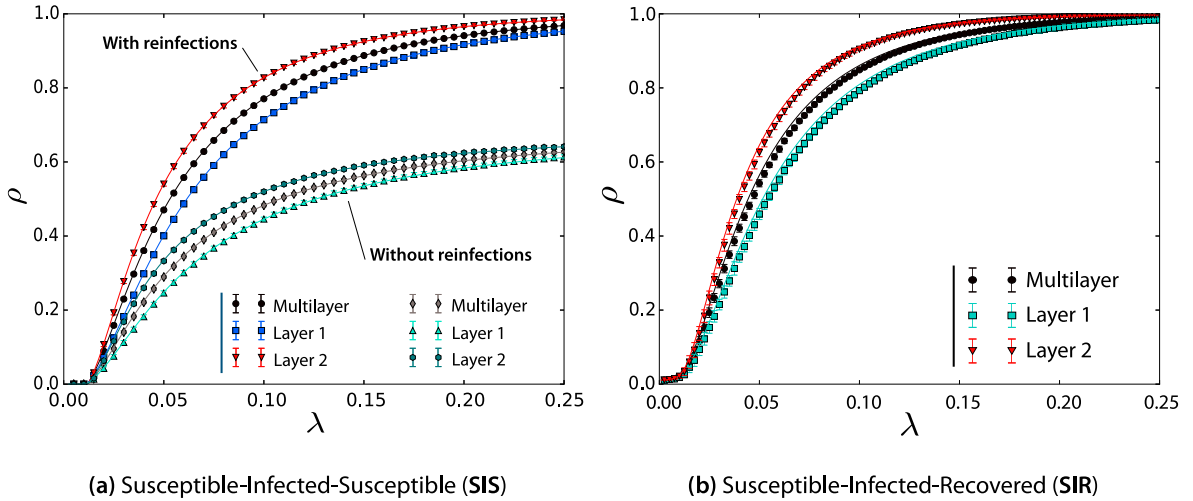 1.0
0.8
0.6
0.4
0.2
0.0
ρ
With reinfections
Without reinfections
Multilayer
Layer 1
Layer 2
Multilayer
Layer 1
Layer 2
0.00 0.05 0.10 0.15 0.20 0.25
λ
(a) Susceptible-Infected-Susceptible (SIS)
1.0
0.8
0.6
0.4
0.2
0.0
ρ
Multilayer
Layer 1
Layer 2
0.00 0.05 0.10 0.15 0.20 0.25
λ
(b) Susceptible-Infected-Recovered (SIR)